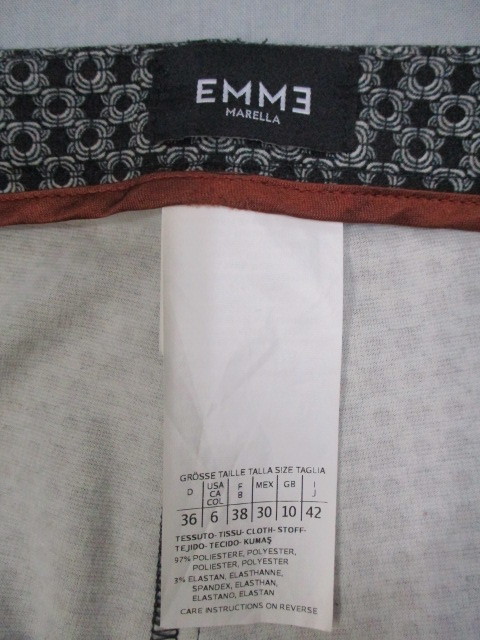 EMMƎ
MARELLA
GRÖSSE TAILLE TALLA SIZE TAGLIA
D USA CA COL F B MEX GB I J
36 6 38 30 10 42
TESSUTO-TISSU-CLOTH-STOFF-
TEJIDO-TECIDO-KUMAŞ
97% POLIESTERE, POLYESTER,
POLIESTER, POLYESTER
3% ELASTAN, ELASTHANNE,
SPANDEX, ELASTHAN,
ELASTANO, ELASTAN
CARE INSTRUCTIONS ON REVERSE